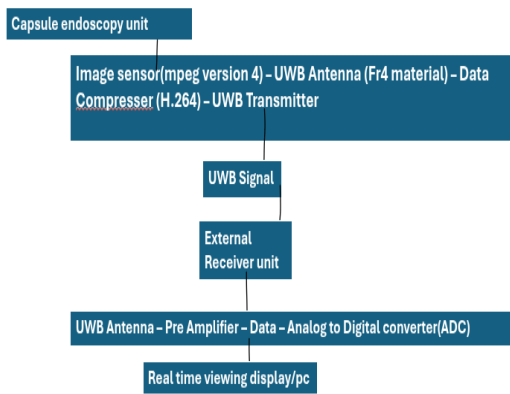 Capsule endoscopy unit
Image sensor(mpeg version 4) – UWB Antenna (Fr4 material) – Data
Compresser (H.264) – UWB Transmitter
UWB Signal
External
Receiver unit
UWB Antenna – Pre Amplifier – Data – Analog to Digital converter(ADC)
Real time viewing display/pc